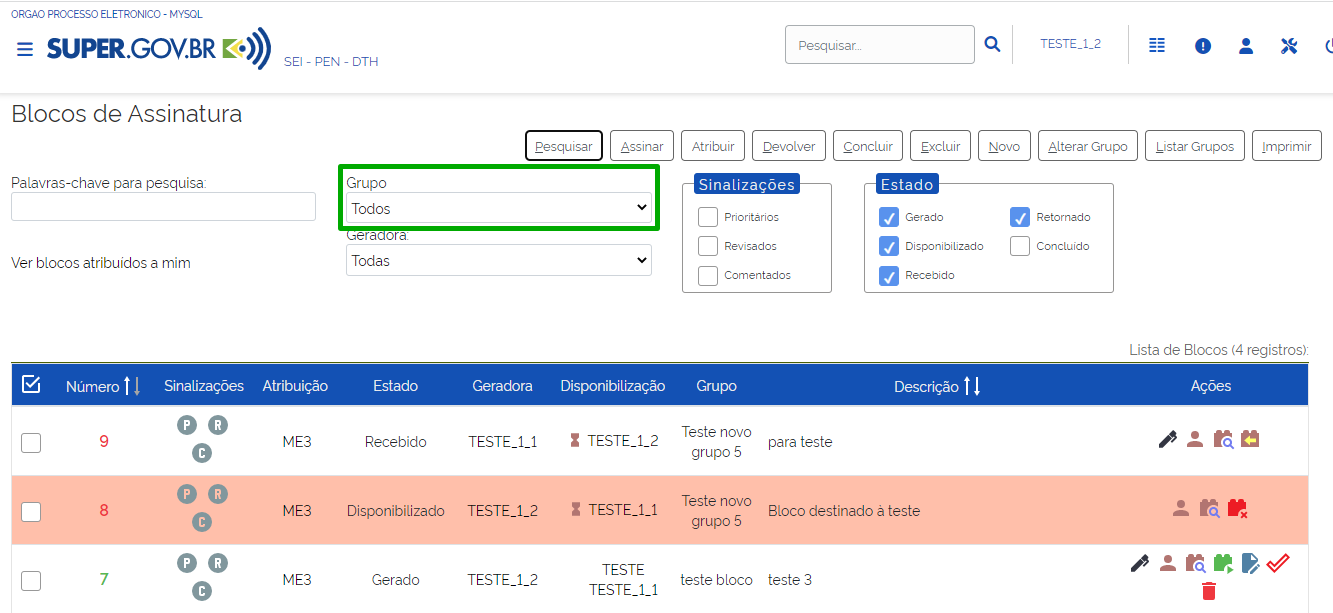 ORGAO PROCESSO ELETRONICO - MYSQL
SUPER.GOV.BR
SEI - PEN - DTH
Pesquisar...
TESTE_1_2
Blocos de Assinatura
Pesquisar Assinar Atribuir Devolver Concluir Excluir Novo Alterar Grupo Listar Grupos Imprimir
Palavras-chave para pesquisa:
Grupo
Todos
Geradora:
Todas
Ver blocos atribuídos a mim
Sinalizações
Prioritários
Revisados
Comentados
Estado
Gerado Retornado
Disponibilizado Concluído
Recebido
Lista de Blocos (4 registros):
Número Sinalizações Atribuição Estado Geradora Disponibilização Grupo Descrição Ações
9 P R C ME3 Recebido TESTE_1_1 TESTE_1_2 Teste novo grupo 5 para teste
8 P R C ME3 Disponibilizado TESTE_1_2 TESTE_1_1 Teste novo grupo 5 Bloco destinado à teste
7 P R C ME3 Gerado TESTE_1_2 TESTE TESTE_1_1 teste bloco teste 3